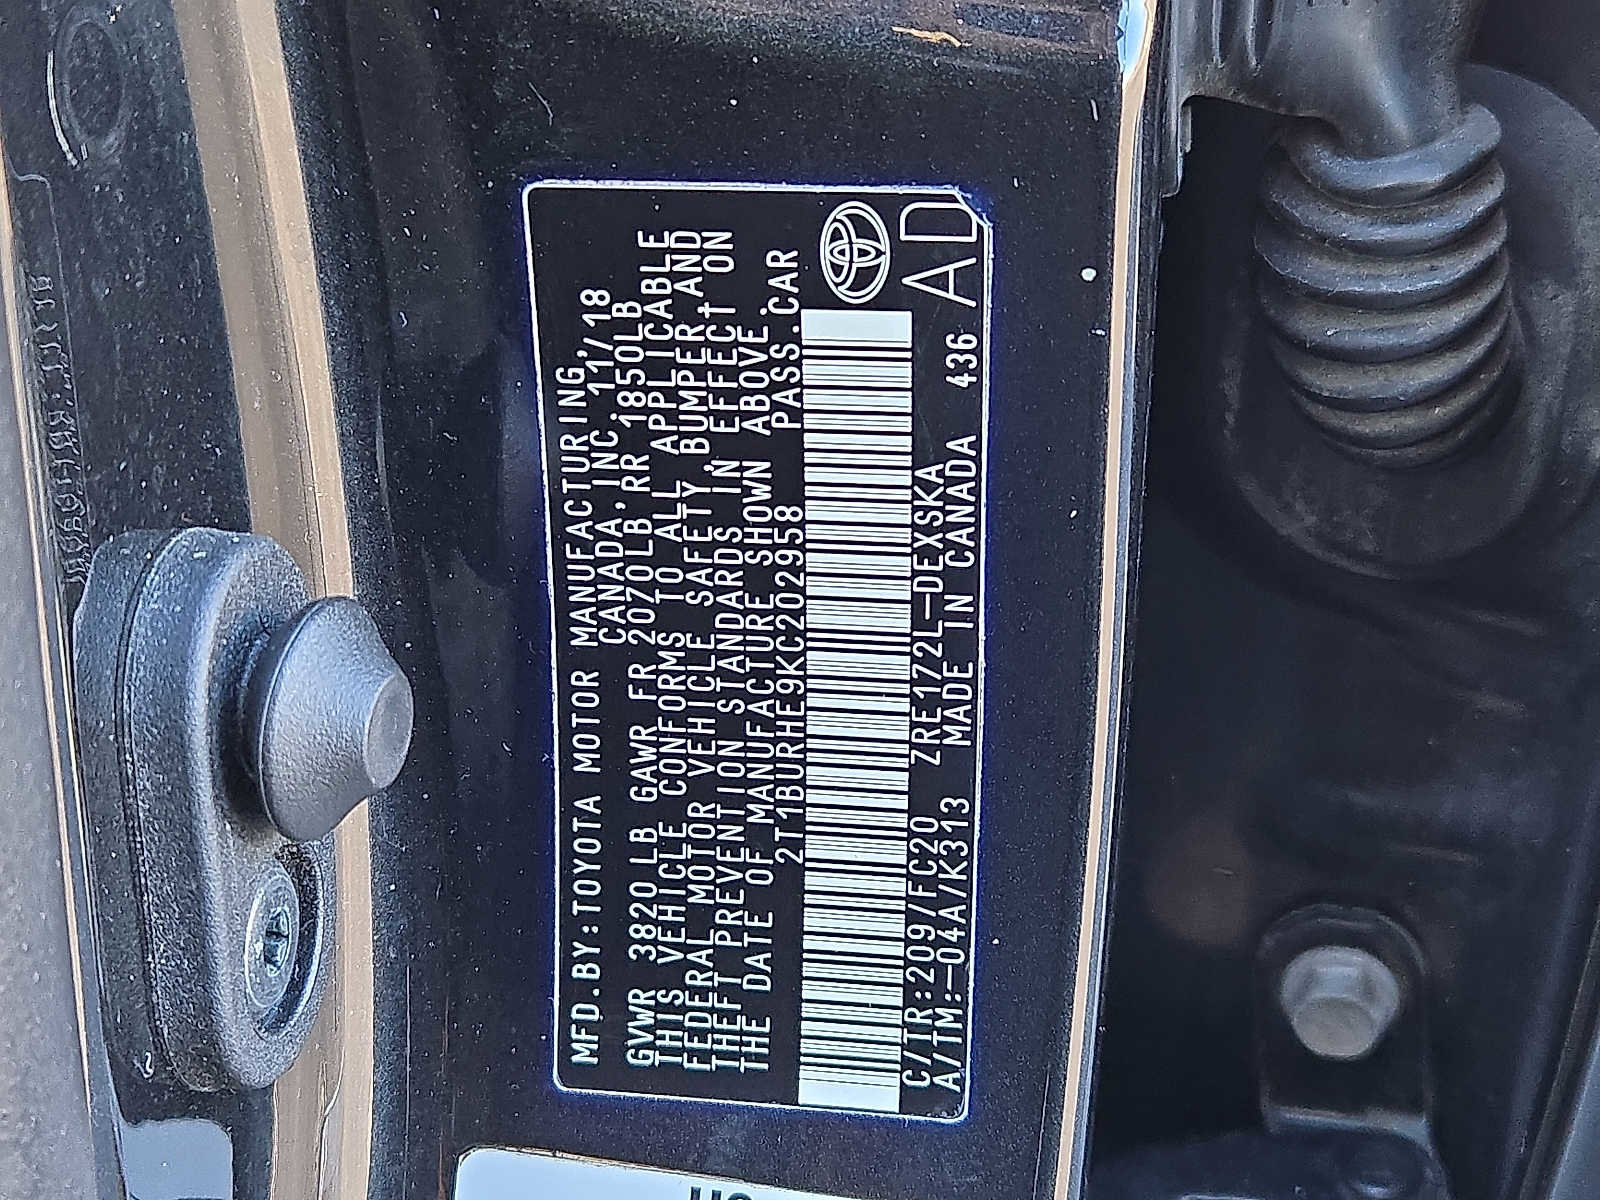 MFD.BY:TOYOTA MOTOR MANUFACTURING,
CANADA,INC. 11/18
GVWR 3820LB GAWR FR 2070LB RR 1850LB
THIS VEHICLE CONFORMS TO ALL APPLICABLE
FEDERAL MOTOR VEHICLE SAFETY,BUMPER,AND
THEFT PREVENTION STANDARDS IN EFFECT ON
THE DATE OF MANUFACTURE SHOWN ABOVE.
2T1BURHE9KC202958 PASS.CAR
C/TR:209/FC20 ZRE172L-DEXSKA
A/TM:-04A/K313 MADE IN CANADA 436
AD